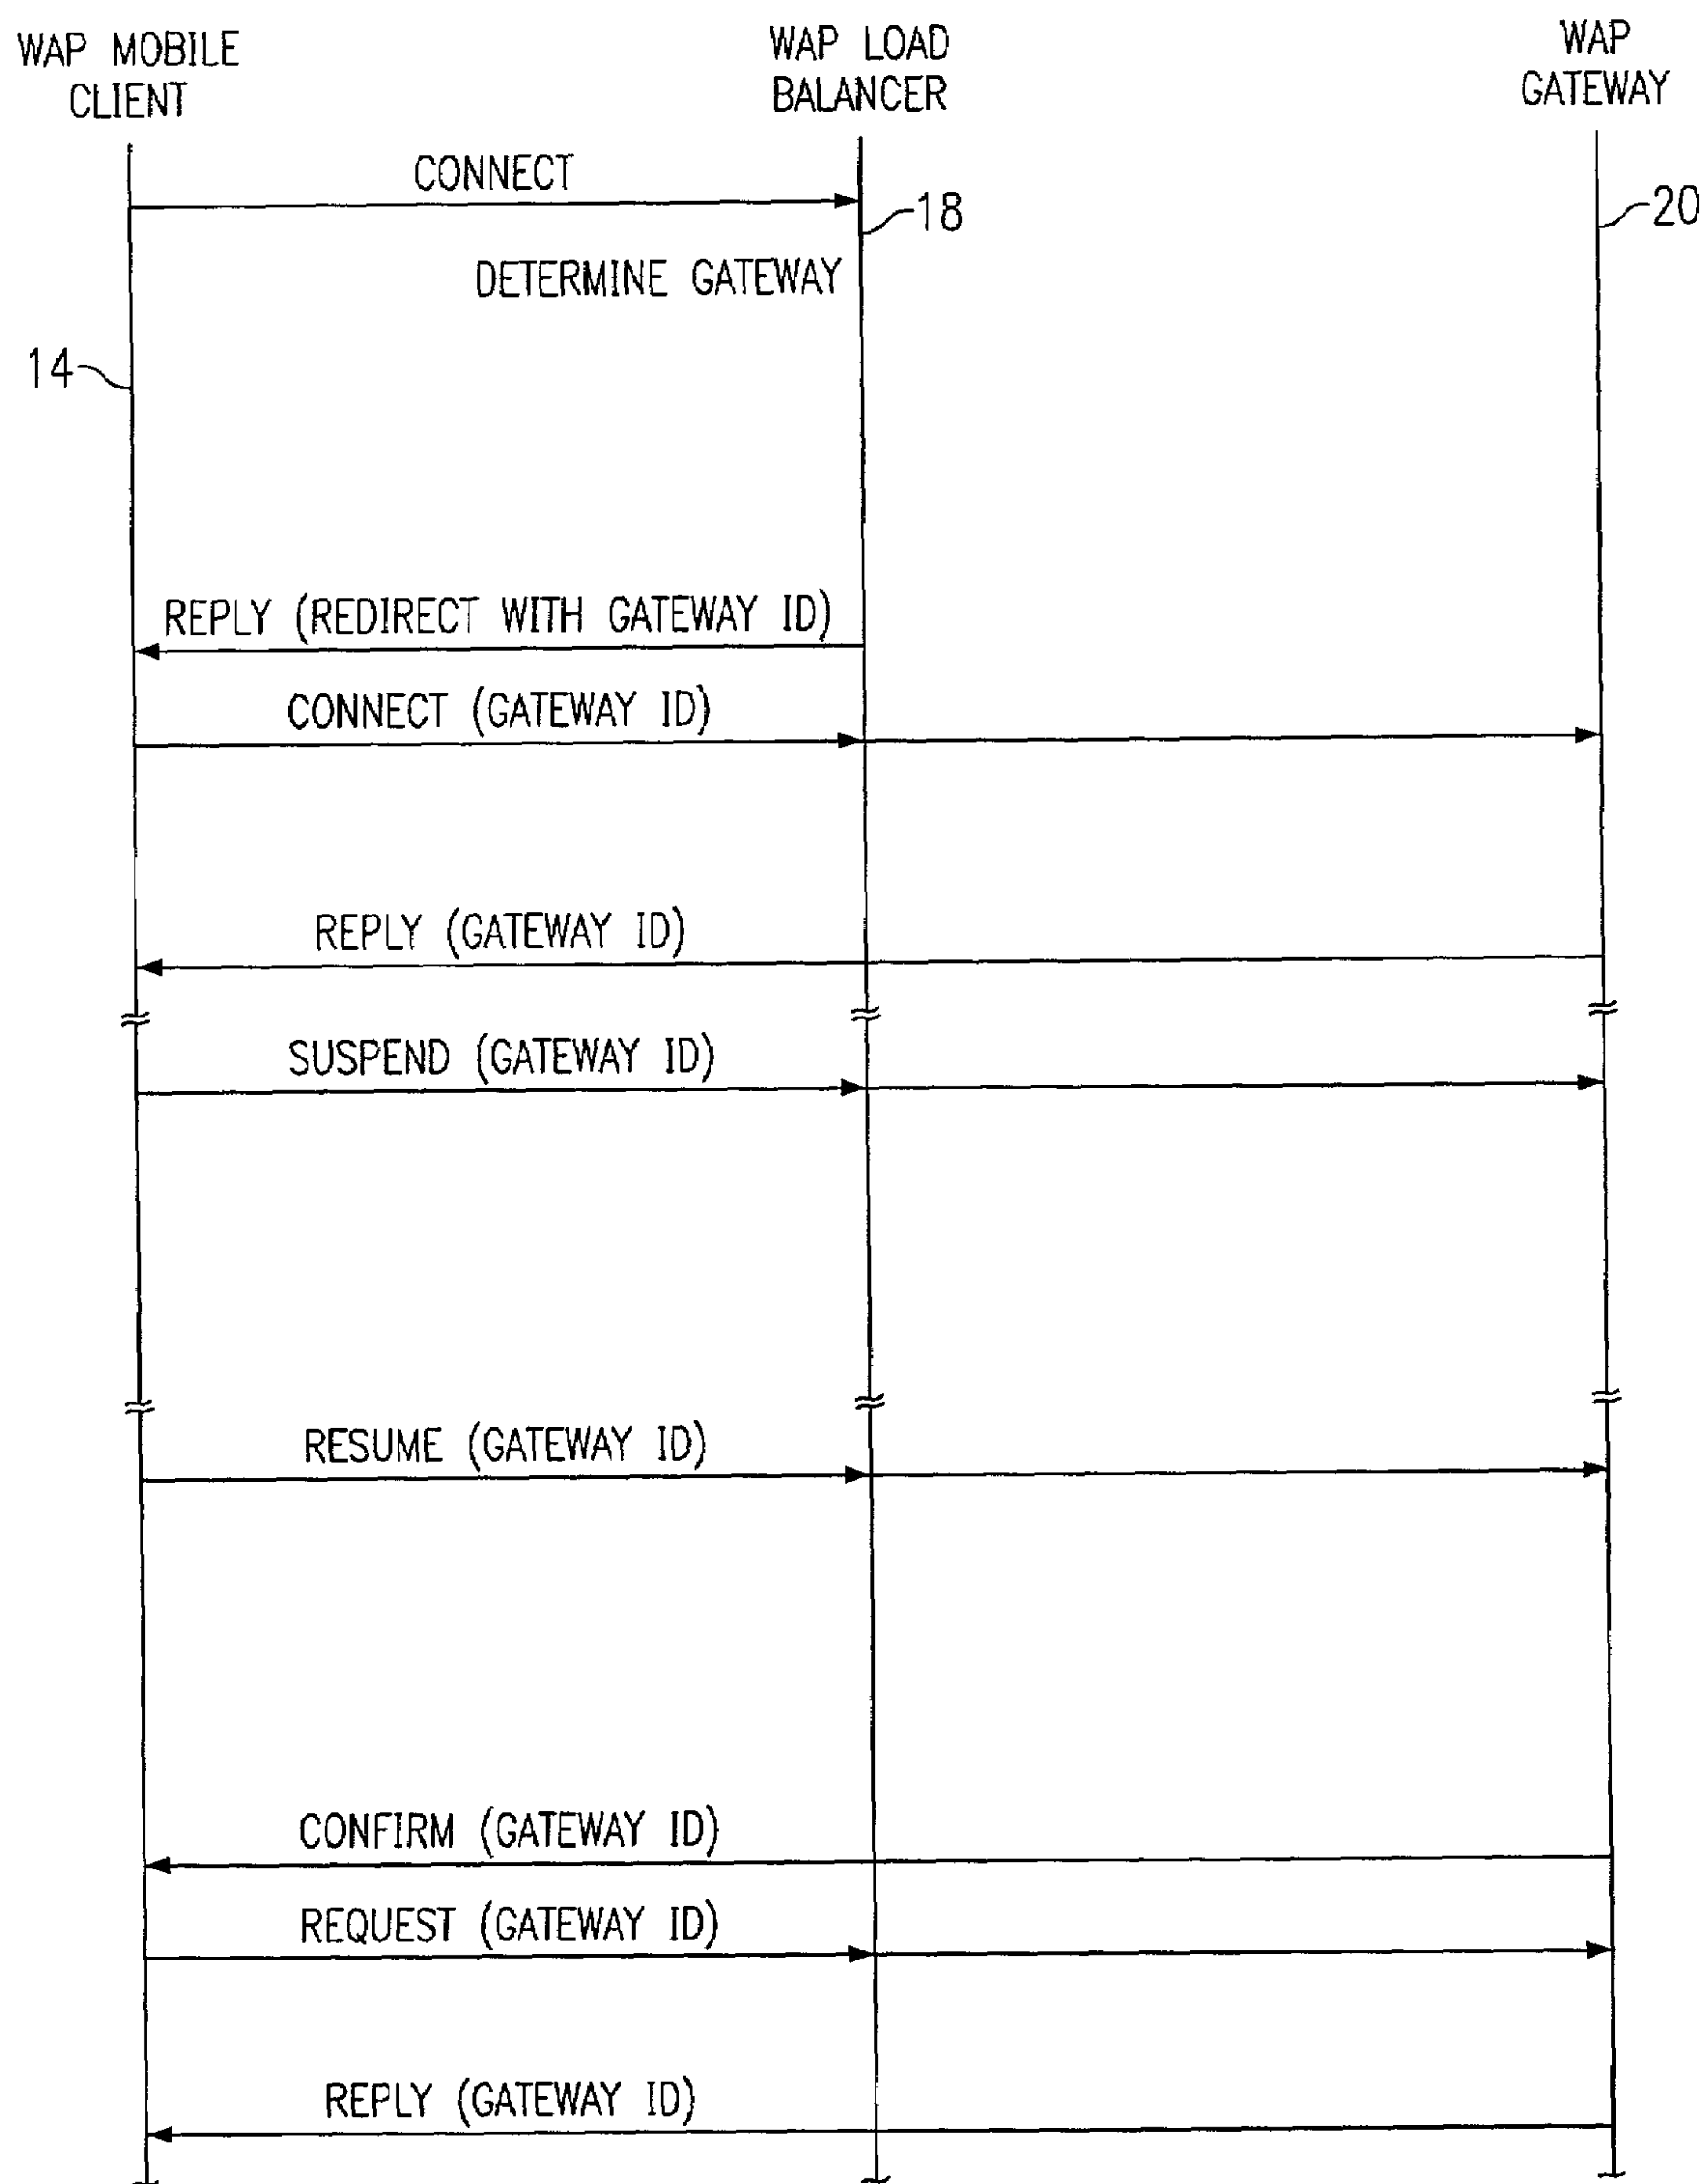 WAP MOBILE
CLIENT
WAP LOAD
BALANCER
WAP
GATEWAY
CONNECT
18
20
DETERMINE GATEWAY
14
REPLY (REDIRECT WITH GATEWAY ID)
CONNECT (GATEWAY ID)
REPLY (GATEWAY ID)
SUSPEND (GATEWAY ID)
RESUME (GATEWAY ID)
CONFIRM (GATEWAY ID)
REQUEST (GATEWAY ID)
REPLY (GATEWAY ID)